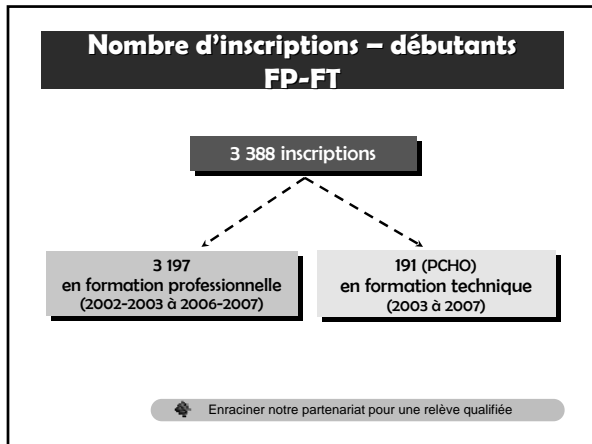 Nombre d’inscriptions – débutants
FP-FT
3 388 inscriptions
3 197
en formation professionnelle
(2002-2003 à 2006-2007)
191 (PCHO)
en formation technique
(2003 à 2007)
Enraciner notre partenariat pour une relève qualifiée